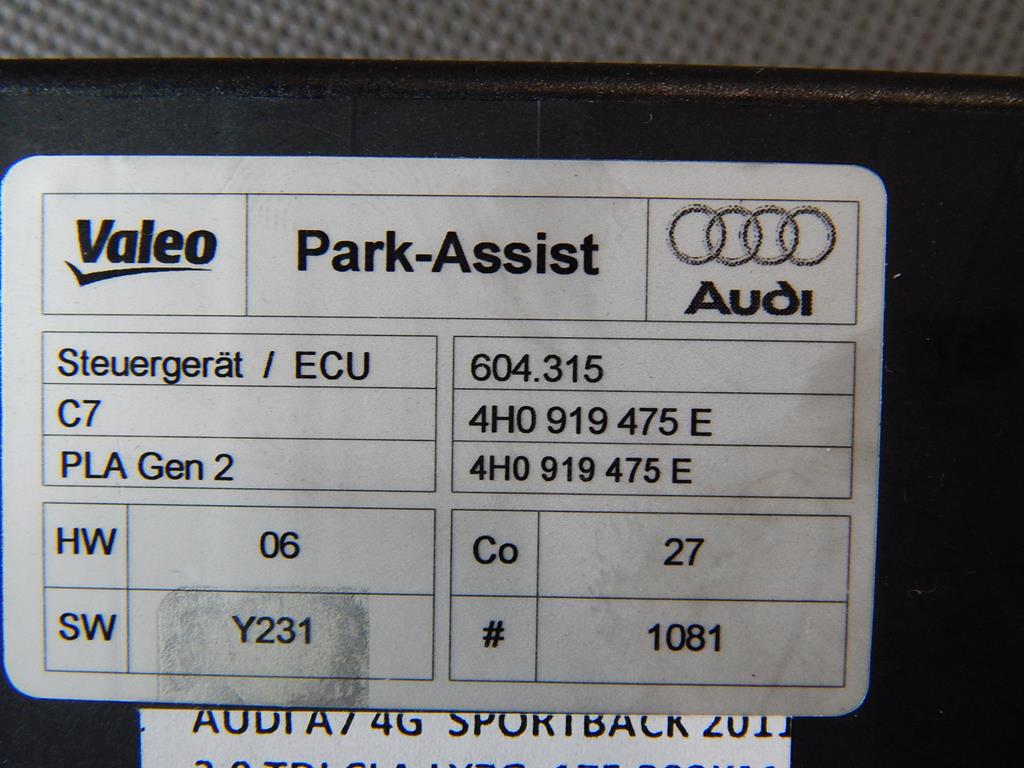 Valeo Park-Assist Audi
Steuergerät / ECU 604.315
C7 4H0 919 475 E
PLA Gen 2 4H0 919 475 E
HW 06 Co 27
SW Y231 # 1081
AUDI A7 4G SPORTBACK 2011